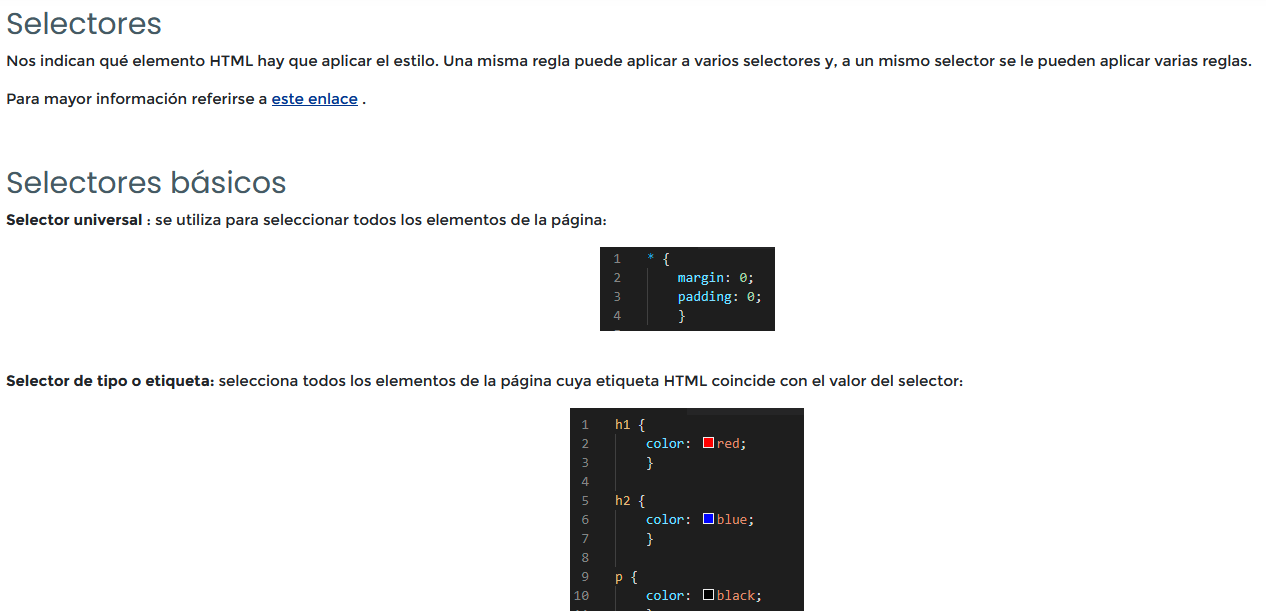 Selectores
Nos indican qué elemento HTML hay que aplicar el estilo. Una misma regla puede aplicar a varios selectores y, a un mismo selector se le pueden aplicar varias reglas.
Para mayor información referirse a este enlace .
Selectores básicos
Selector universal : se utiliza para seleccionar todos los elementos de la página:
1 * {
2 margin: 0;
3 padding: 0;
4 }
Selector de tipo o etiqueta: selecciona todos los elementos de la página cuya etiqueta HTML coincide con el valor del selector:
1 h1 {
2 color: red;
3 }
4
5 h2 {
6 color: blue;
7 }
8
9 p {
10 color: black;